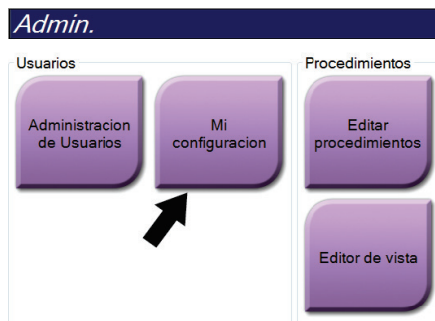 Admin.
Usuarios
Administracion
de Usuarios
Mi
configuracion
Procedimientos
Editar
procedimientos
Editor de vista